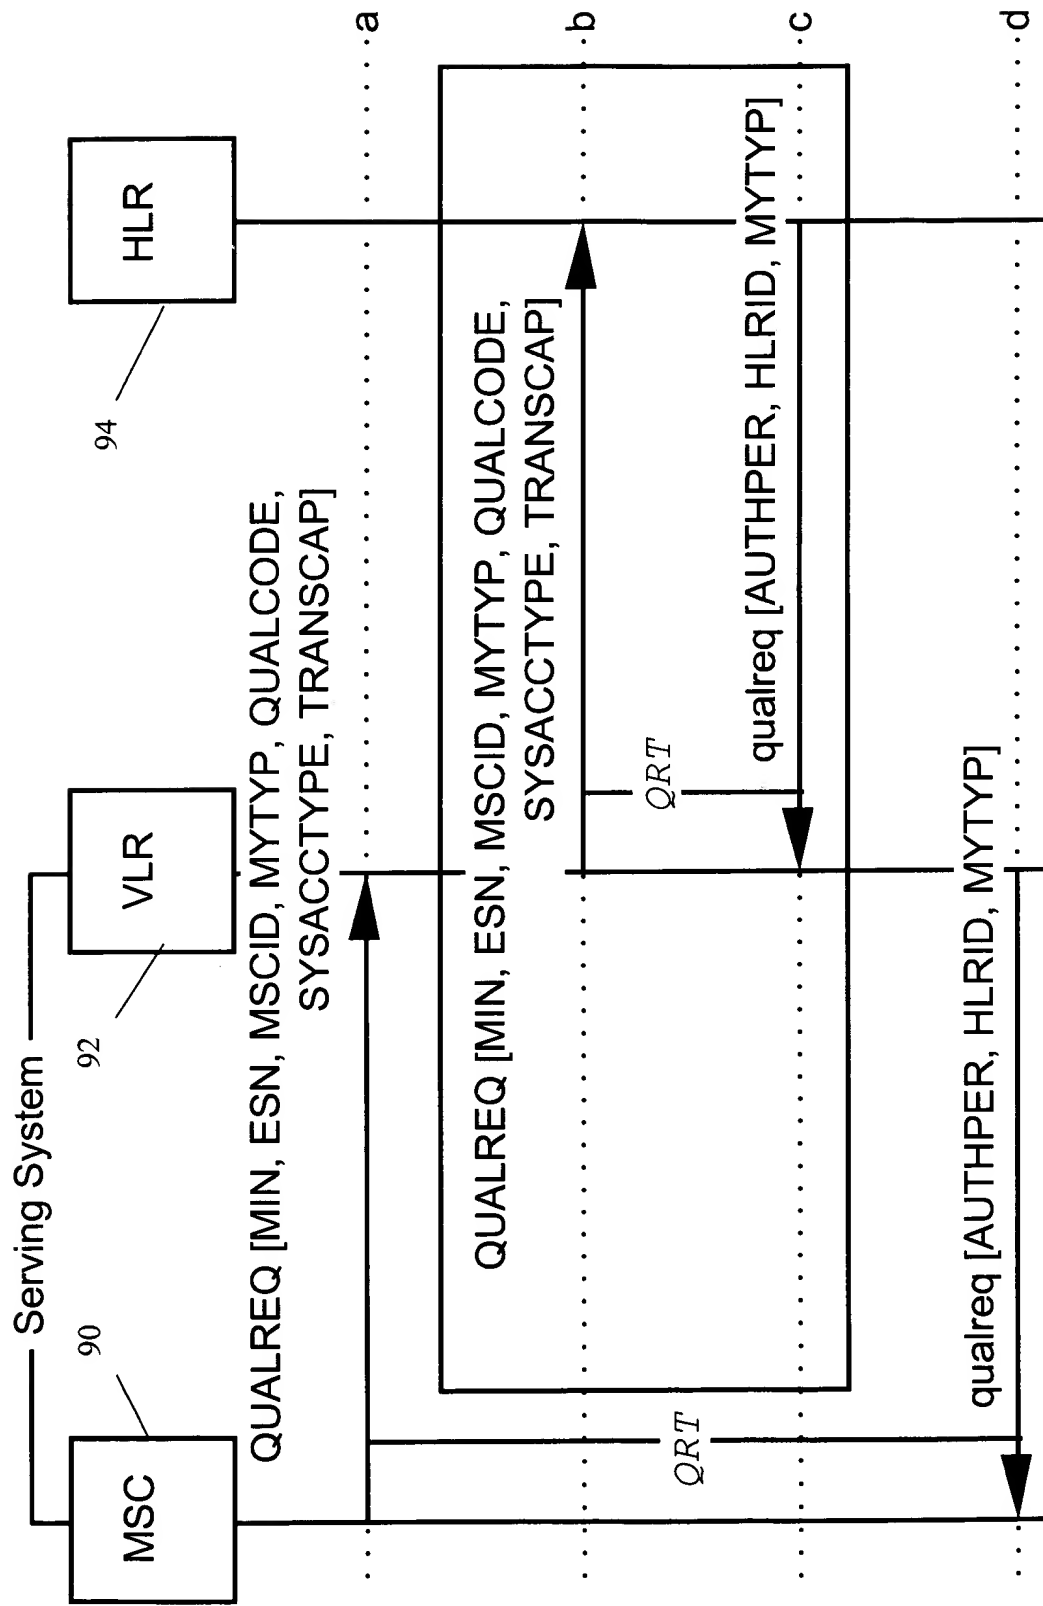 Serving System
MSC
VLR
HLR
90
92
94
QUALREQ [MIN, ESN, MSCID, MYTYP, QUALCODE,
SYSACCTYPE, TRANSCAP]
a
QUALREQ [MIN, ESN, MSCID, MYTYP, QUALCODE,
SYSACCTYPE, TRANSCAP]
b
QRT
qualreq [AUTHPER, HLRID, MYTYP]
c
QRT
qualreq [AUTHPER, HLRID, MYTYP]
d